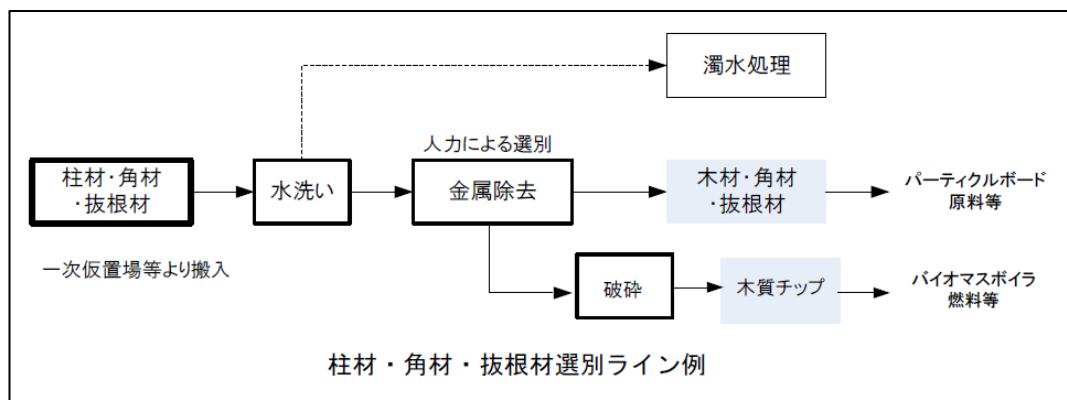 濁水処理
人力による選別
柱材・角材
・抜根材
水洗い
金属除去
木材・角材
・抜根材
パーティクルボード
原料等
一次仮置場等より搬入
破砕
木質チップ
バイオマスボイラ
燃料等
柱材・角材・抜根材選別ライン例